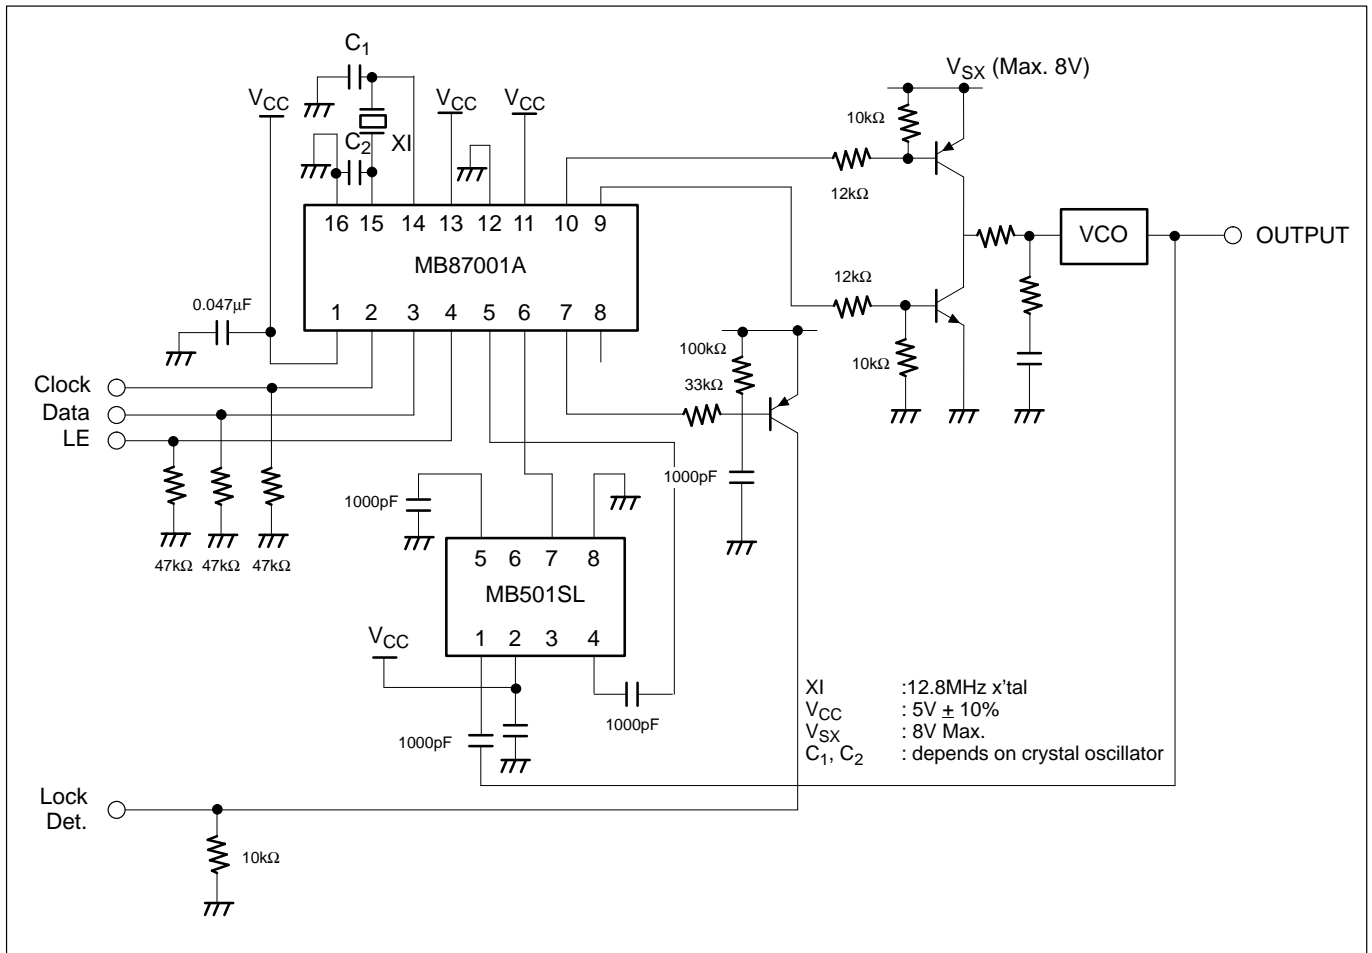 C1
VSX (Max. 8V)
VCC
VCC
VCC
10kΩ
C2
XI
12kΩ
16 15 14 13 12 11 10 9
MB87001A
VCO
OUTPUT
12kΩ
0.047µF
1 2 3 4 5 6 7 8
100kΩ
10kΩ
33kΩ
Clock
Data
LE
1000pF
1000pF
47kΩ 47kΩ 47kΩ
5 6 7 8
MB501SL
VCC
1 2 3 4
1000pF
1000pF
XI :12.8MHz x'tal
VCC : 5V ± 10%
VSX : 8V Max.
C1, C2 : depends on crystal oscillator
Lock
Det.
10kΩ